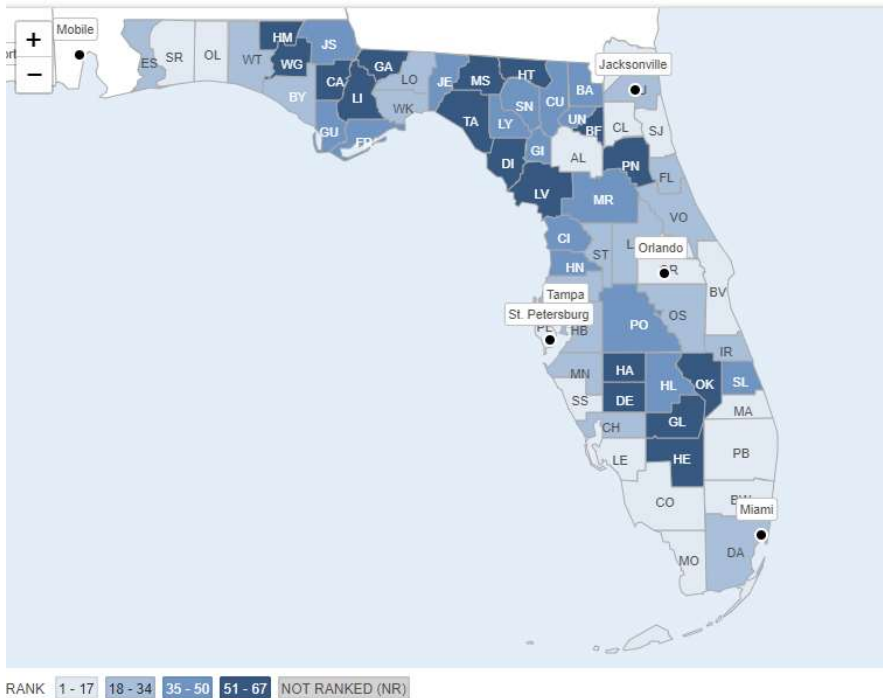 +
−
Mobile
HM
JS
ES
SR
OL
WT
WG
GA
CA
LO
JE
MS
HT
Jacksonville
BY
LI
WK
SN
CU
BA
GU
FR
TA
LY
UN
BF
CL
SJ
DI
GI
AL
PN
FL
LV
MR
VO
CI
ST
Orlando
HN
BV
Tampa
St. Petersburg
HB
PO
OS
IR
MN
HA
HL
OK
SL
SS
DE
MA
CH
GL
LE
HE
PB
CO
Miami
MO
DA
RANK 1 - 17 18 - 34 35 - 50 51 - 67 NOT RANKED (NR)